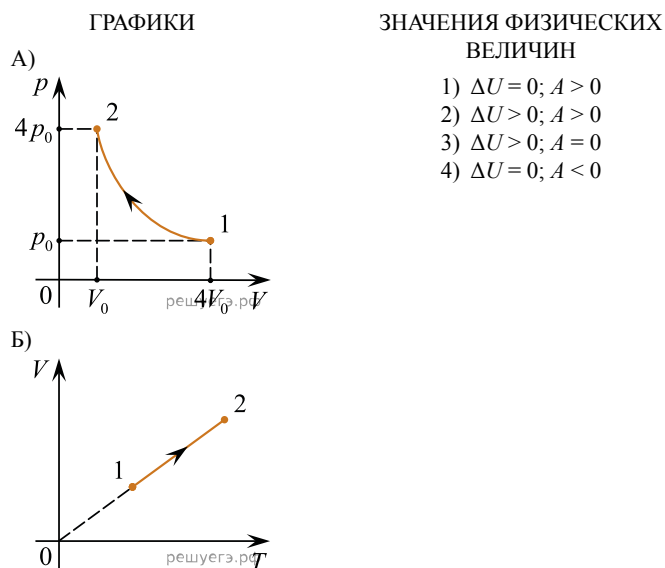 ГРАФИКИ
ЗНАЧЕНИЯ ФИЗИЧЕСКИХ
ВЕЛИЧИН
А)
1) ΔU = 0; A > 0
2) ΔU > 0; A > 0
3) ΔU > 0; A = 0
4) ΔU = 0; A < 0
p
2
4p₀
1
p₀
0
V₀
4V₀
V
решуегэ.рф
Б)
V
2
1
0
T
решуегэ.рф